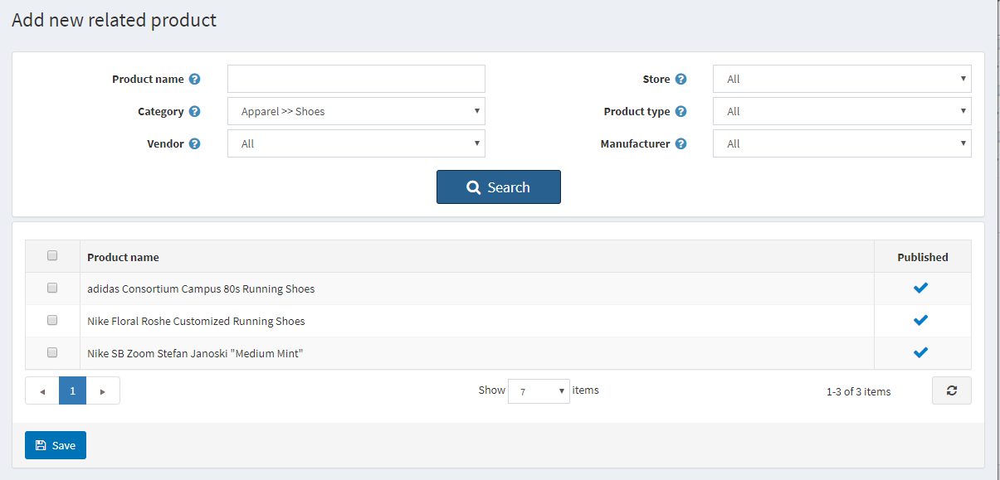 Add new related product
Product name
Store
All
Category
Apparel >> Shoes
Product type
All
Vendor
All
Manufacturer
All
Search
Product name
Published
adidas Consortium Campus 80s Running Shoes
Nike Floral Roshe Customized Running Shoes
Nike SB Zoom Stefan Janoski "Medium Mint"
1
Show 7 items
1-3 of 3 items
Save